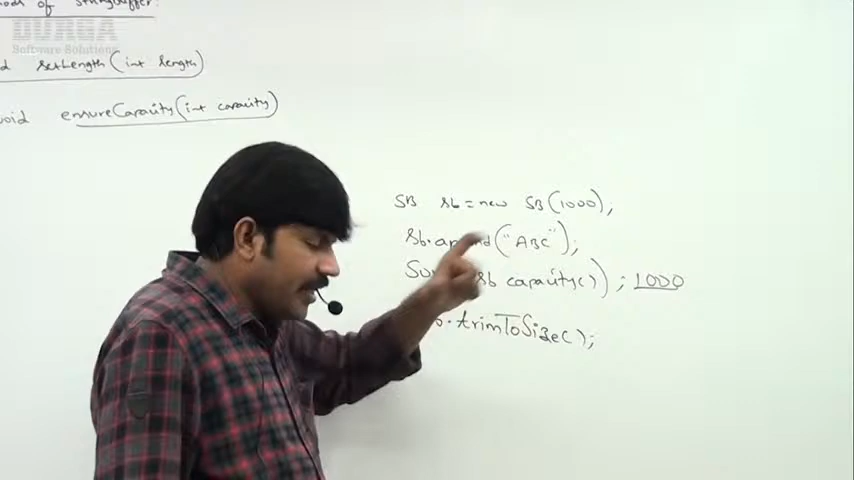 of StringBuffer:
DURGA
Software Solutions
setLength(int length)
void ensureCapacity(int capacity)
SB sb = new SB(1000);
sb.append("ABC");
sb capacity()); 1000
.trimToSize();